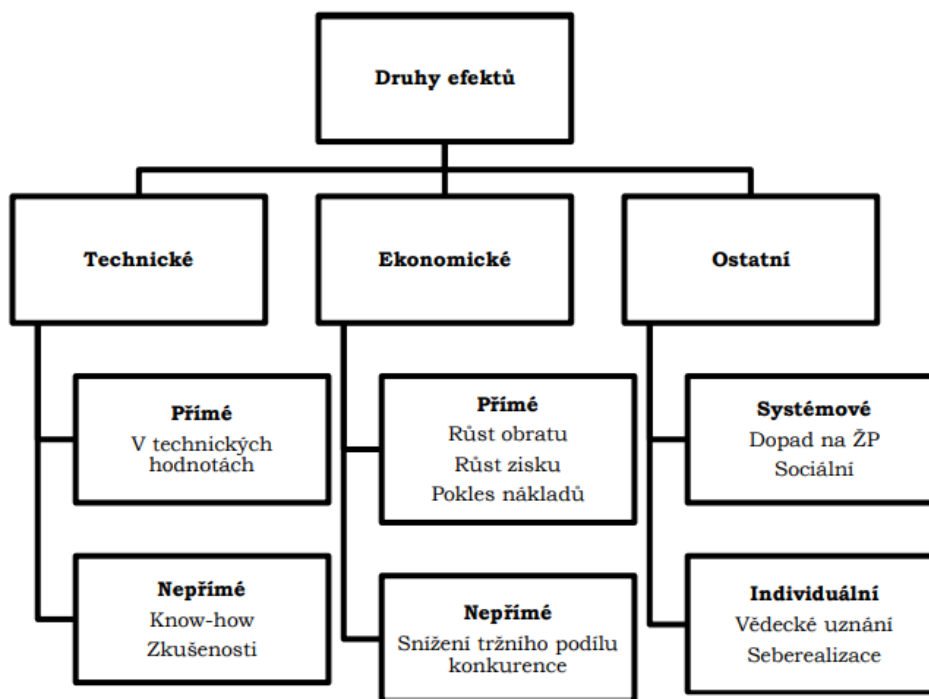 Druhy efektů
Technické
Ekonomické
Ostatní
Přímé
V technických
hodnotách
Přímé
Růst obratu
Růst zisku
Pokles nákladů
Systémové
Dopad na ŽP
Sociální
Nepřímé
Know-how
Zkušenosti
Nepřímé
Snížení tržního podílu
konkurence
Individuální
Vědecké uznání
Seberealizace